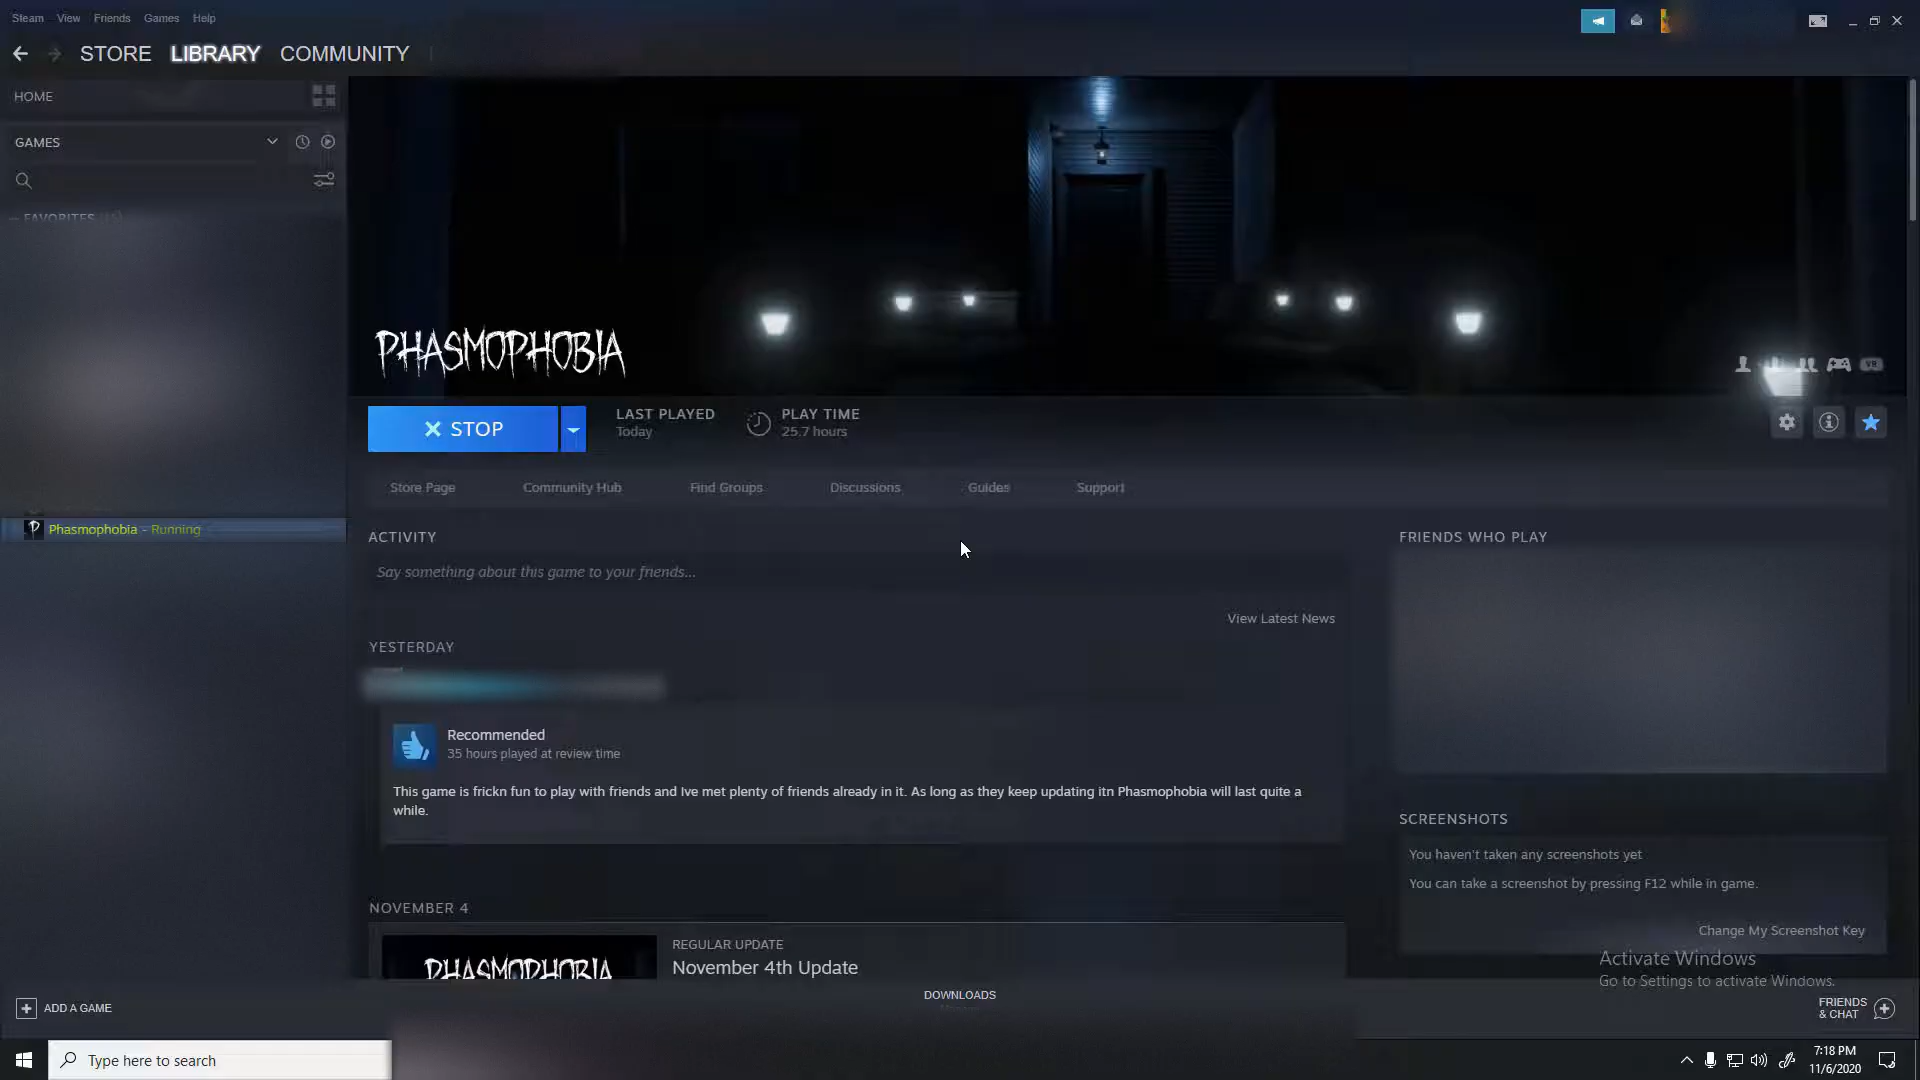 Steam View Friends Games Help
STORE LIBRARY COMMUNITY
HOME
GAMES
FAVORITES
Phasmophobia - Running
ADD A GAME
PHASMOPHOBIA
VR
STOP
LAST PLAYED
Today
PLAY TIME
25.7 hours
Store Page Community Hub Find Groups Discussions Guides Support
ACTIVITY
Say something about this game to your friends...
View Latest News
YESTERDAY
Recommended
35 hours played at review time
This game is frickn fun to play with friends and Ive met plenty of friends already in it. As long as they keep updating itn Phasmophobia will last quite a
while.
NOVEMBER 4
PHASMOPHOBIA
REGULAR UPDATE
November 4th Update
FRIENDS WHO PLAY
SCREENSHOTS
You haven't taken any screenshots yet
You can take a screenshot by pressing F12 while in game.
Change My Screenshot Key
Activate Windows
Go to Settings to activate Windows.
DOWNLOADS
FRIENDS
& CHAT
Type here to search
7:18 PM
11/6/2020